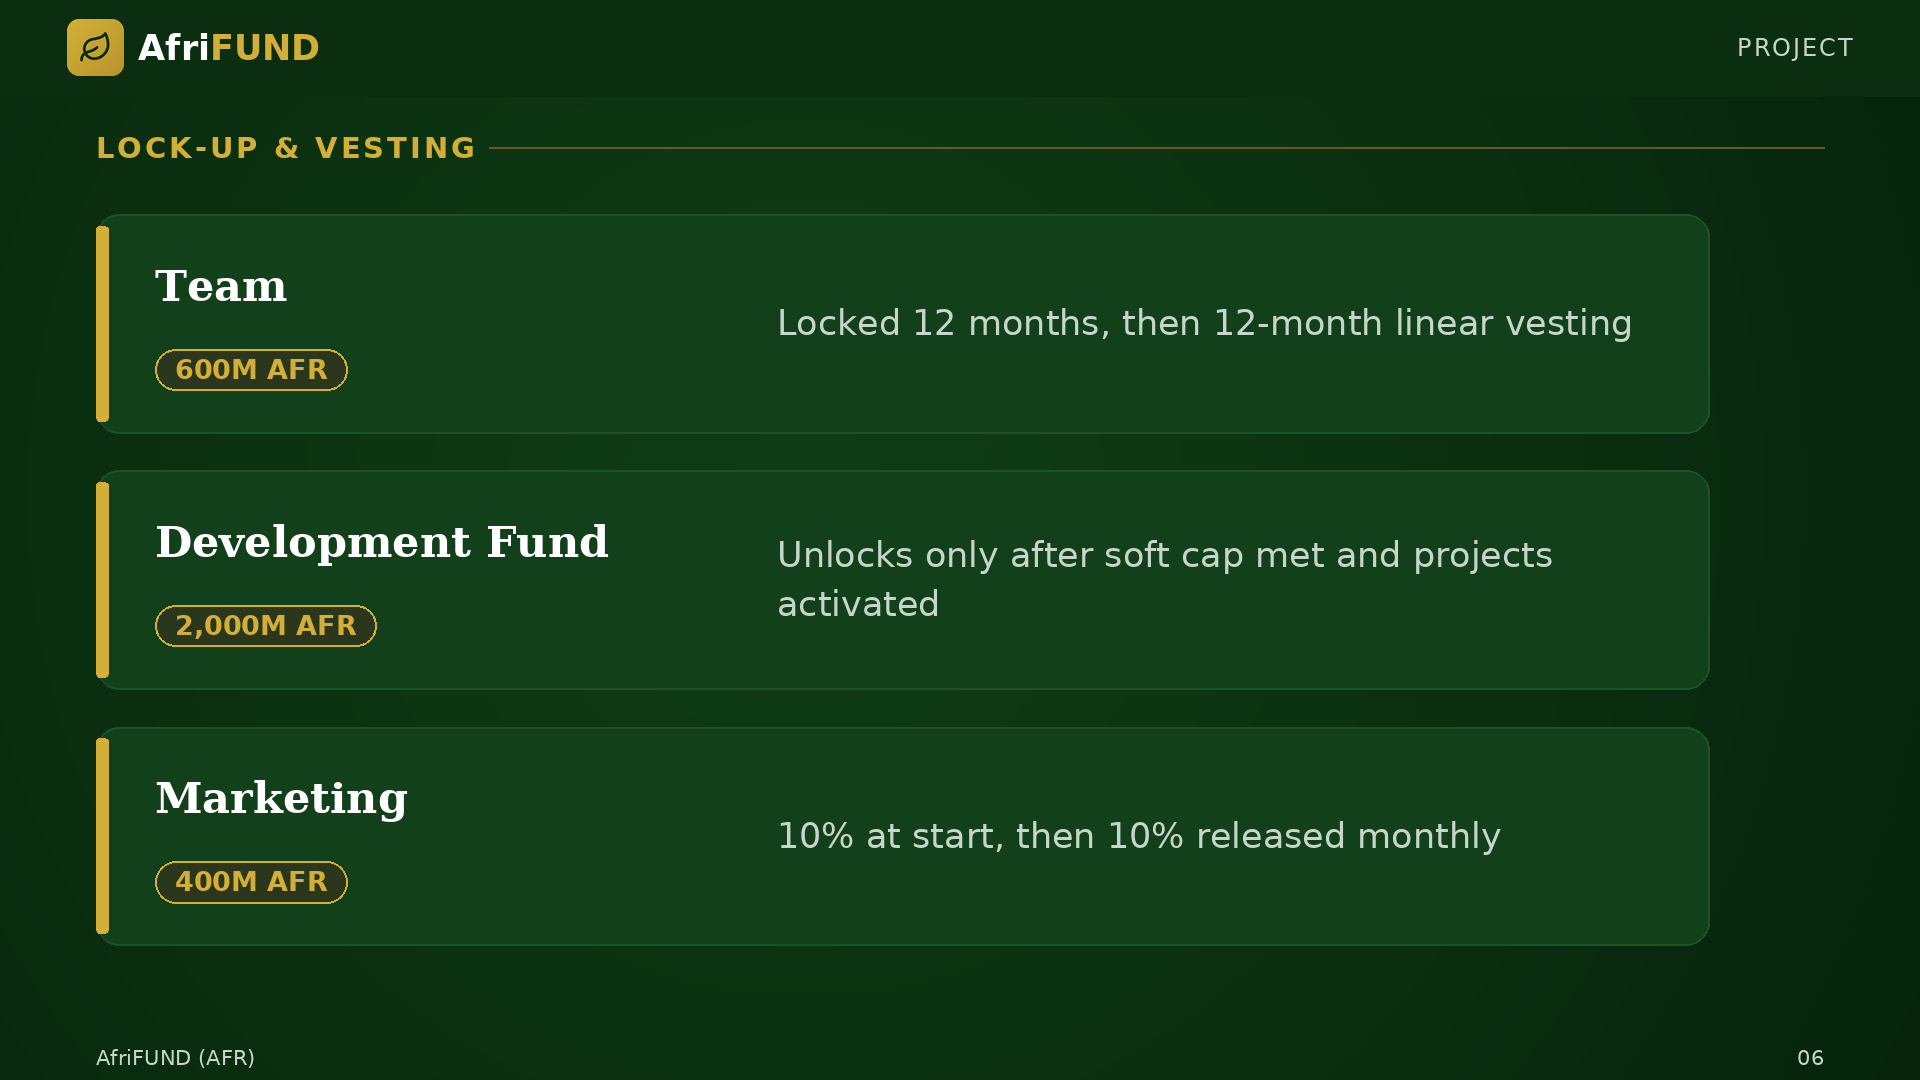 AfriFUND
PROJECT
LOCK-UP & VESTING
Team
600M AFR
Locked 12 months, then 12-month linear vesting
Development Fund
2,000M AFR
Unlocks only after soft cap met and projects
activated
Marketing
400M AFR
10% at start, then 10% released monthly
AfriFUND (AFR)
06